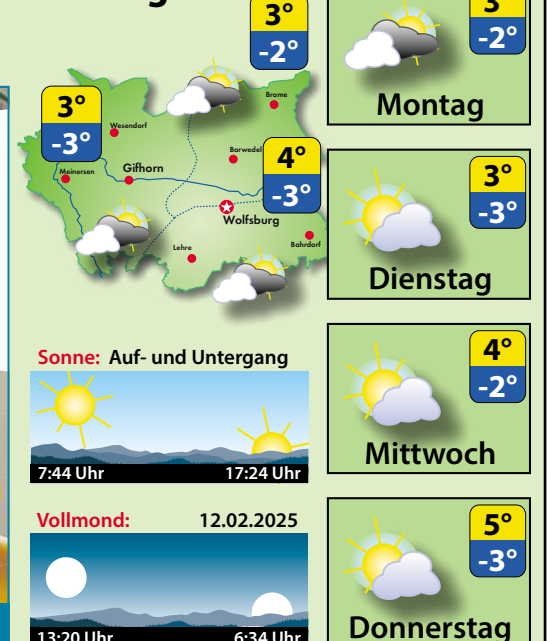 3°
-2°
3°
-3°
Brome
Wesendorf
Barwedel
4°
-3°
Meinersen
Gifhorn
Wolfsburg
Lehre
Bahrdorf
3°
-2°
Montag
3°
-3°
Dienstag
4°
-2°
Mittwoch
5°
-3°
Donnerstag
Sonne: Auf- und Untergang
7:44 Uhr 17:24 Uhr
Vollmond: 12.02.2025
13:20 Uhr 6:34 Uhr